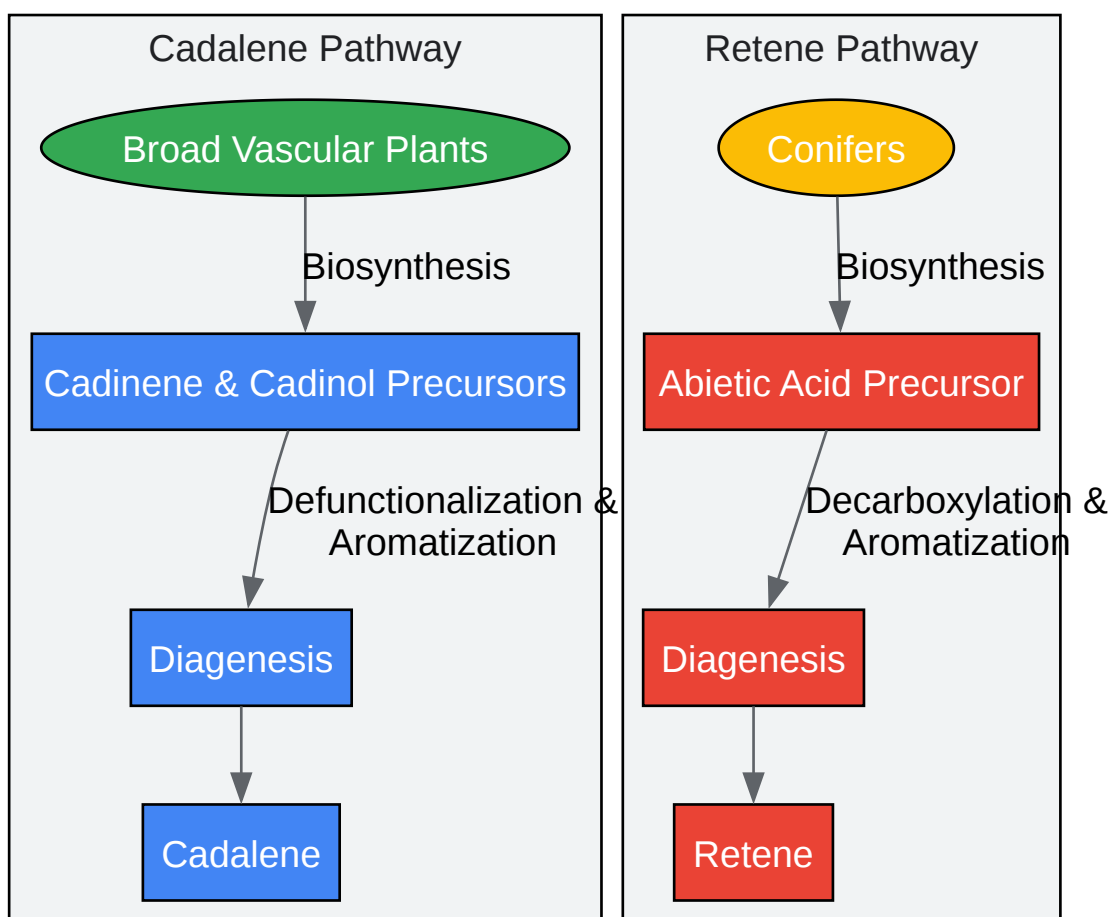 Cadalene Pathway
Broad Vascular Plants
Biosynthesis
Cadinene & Cadinol Precursors
Defunctionalization &
Aromatization
Diagenesis
Cadalene
Retene Pathway
Conifers
Biosynthesis
Abietic Acid Precursor
Decarboxylation &
Aromatization
Diagenesis
Retene